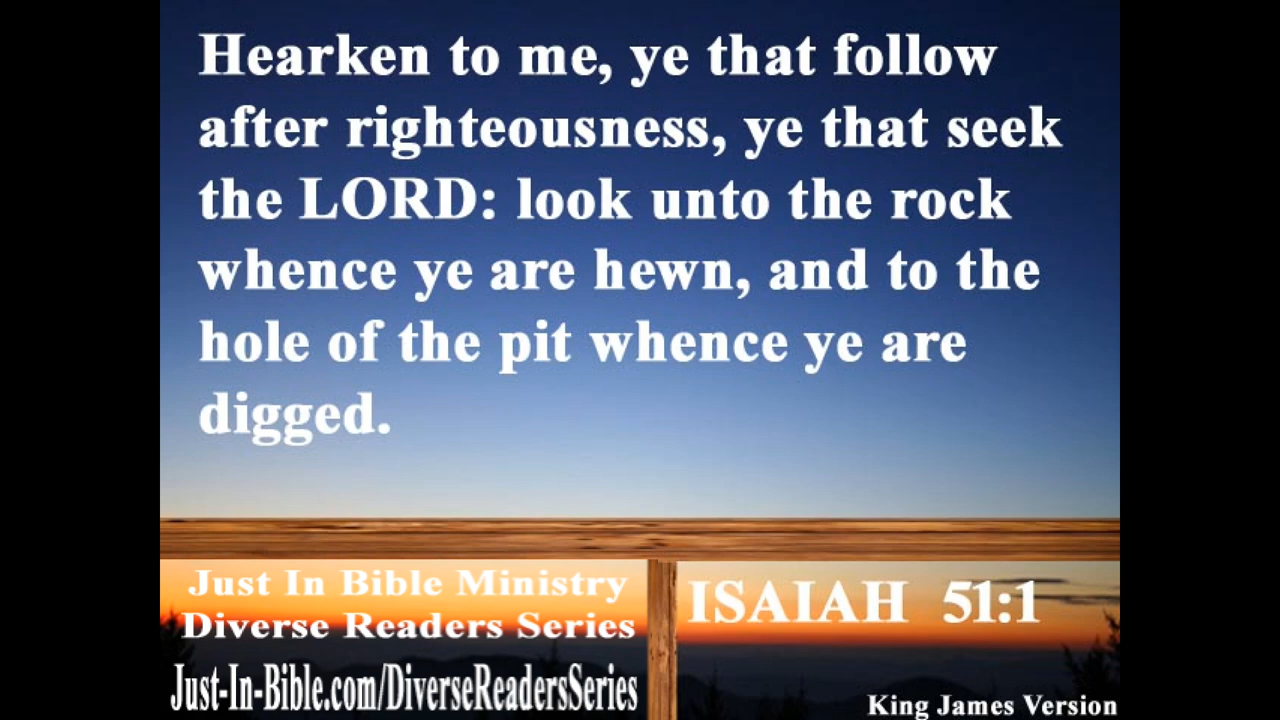 Hearken to me, ye that follow
after righteousness, ye that seek
the LORD: look unto the rock
whence ye are hewn, and to the
hole of the pit whence ye are
digged.
Just In Bible Ministry
Diverse Readers Series
Just-In-Bible.com/DiverseReadersSeries
ISAIAH 51:1
King James Version